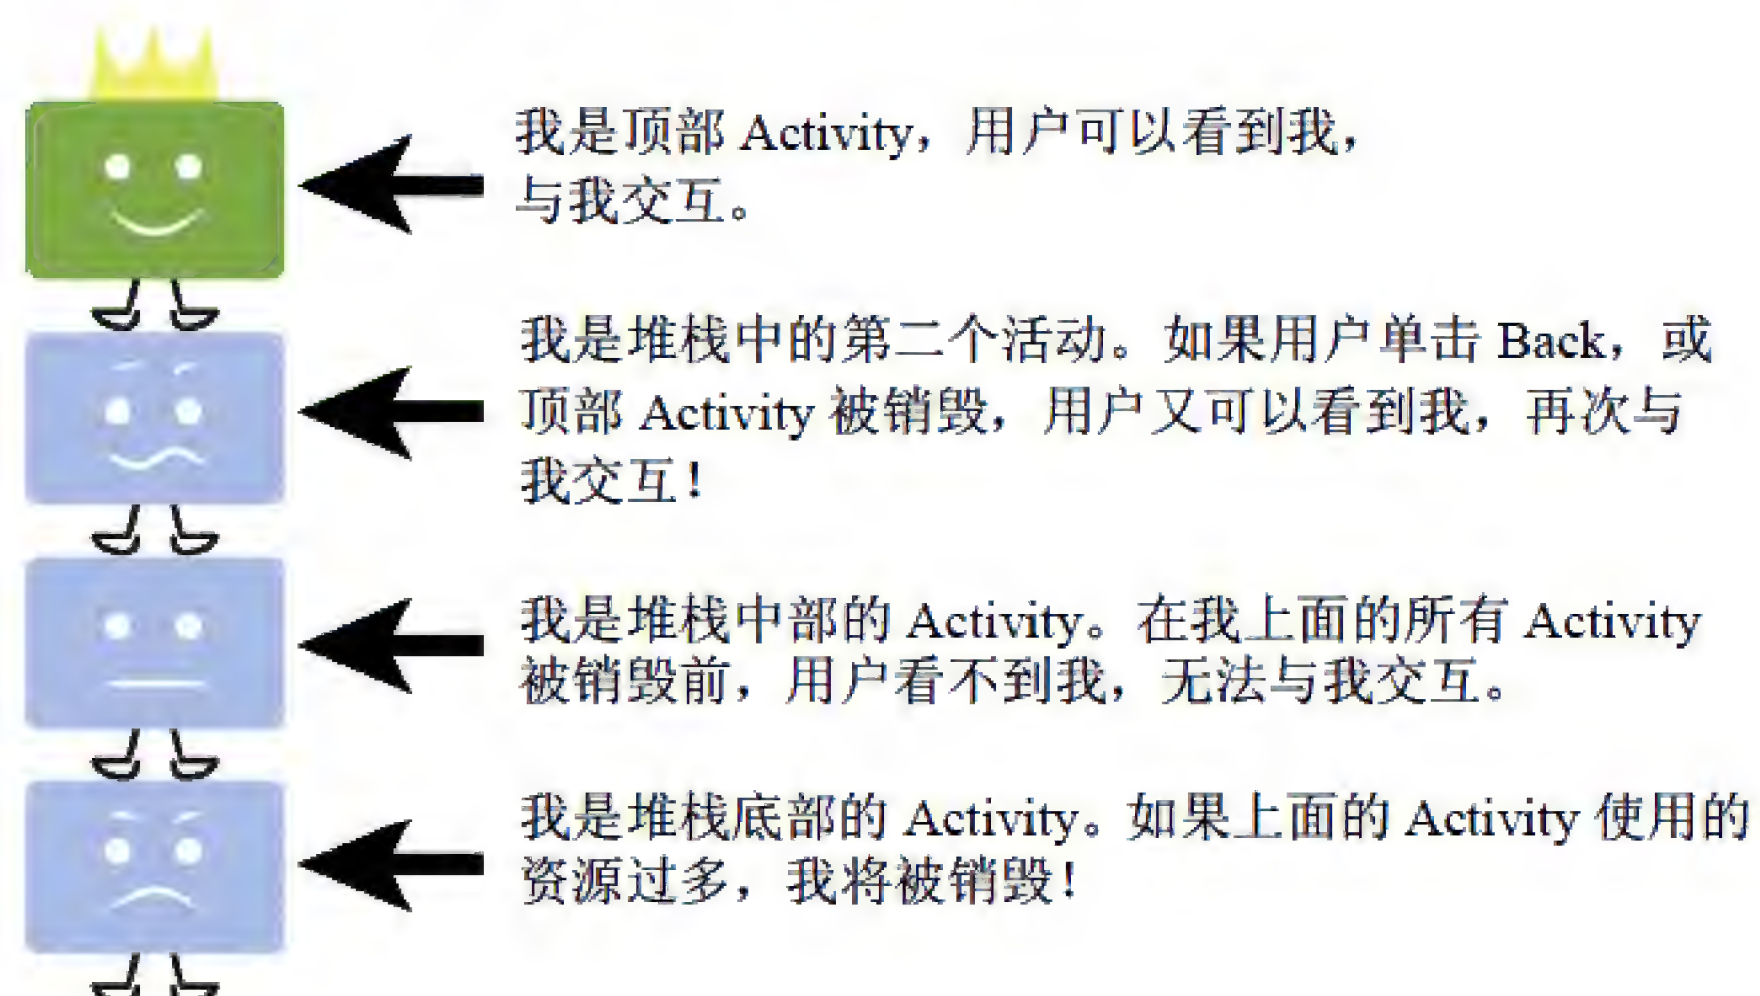 我是顶部 Activity，用户可以看到我，
与我交互。
我是堆栈中的第二个活动。如果用户单击 Back，或
顶部 Activity 被销毁，用户又可以看到我，再次与
我交互！
我是堆栈中部的 Activity。在我上面的所有 Activity
被销毁前，用户看不到我，无法与我交互。
我是堆栈底部的 Activity。如果上面的 Activity 使用的
资源过多，我将被销毁！